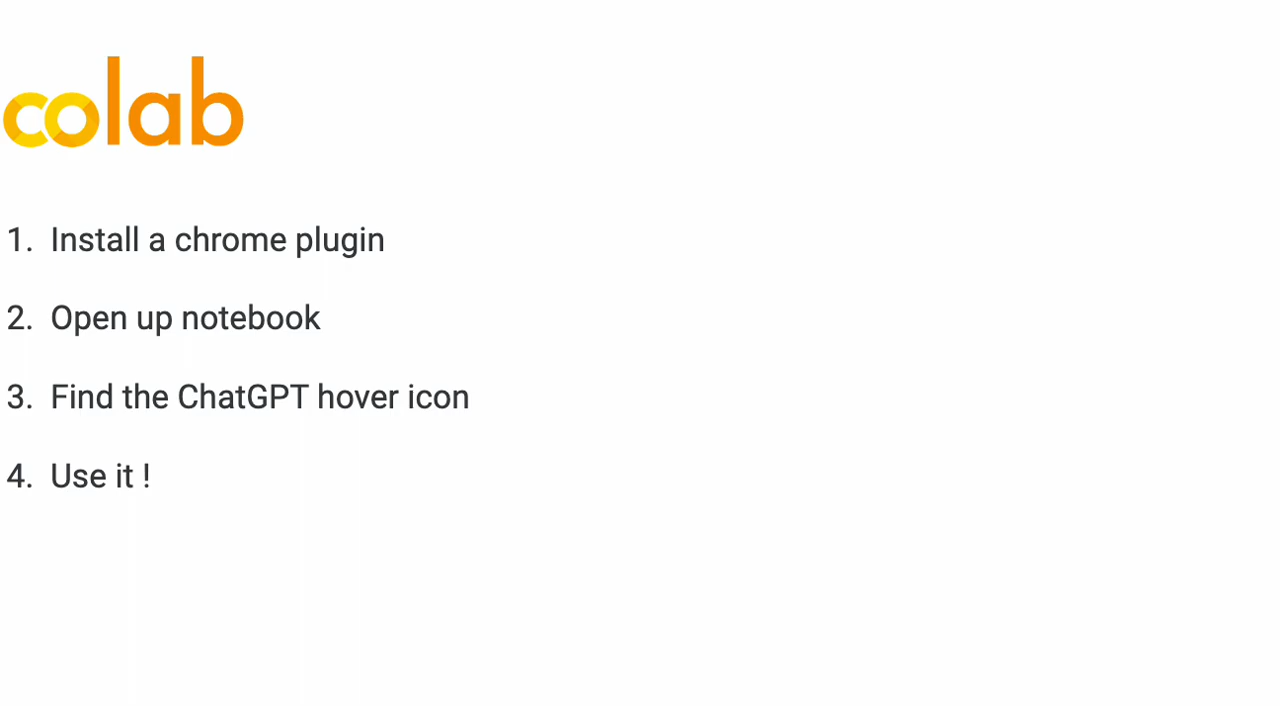 colab
1. Install a chrome plugin
2. Open up notebook
3. Find the ChatGPT hover icon
4. Use it !